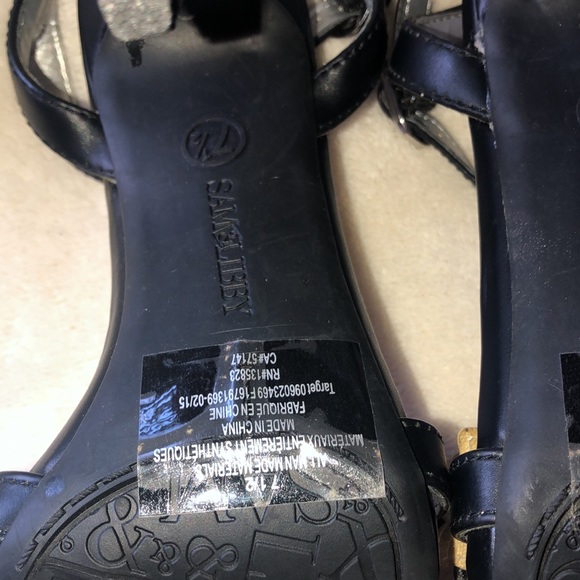 7½
SAM&LIBBY
7 1/2
ALL MAN MADE MATERIALS
MATERIAUX ENTIEREMENT SYNTHETIQUES
MADE IN CHINA
FABRIQUE EN CHINE
Target 096023469 F16791369-02/15
RN#135823
CA#57147